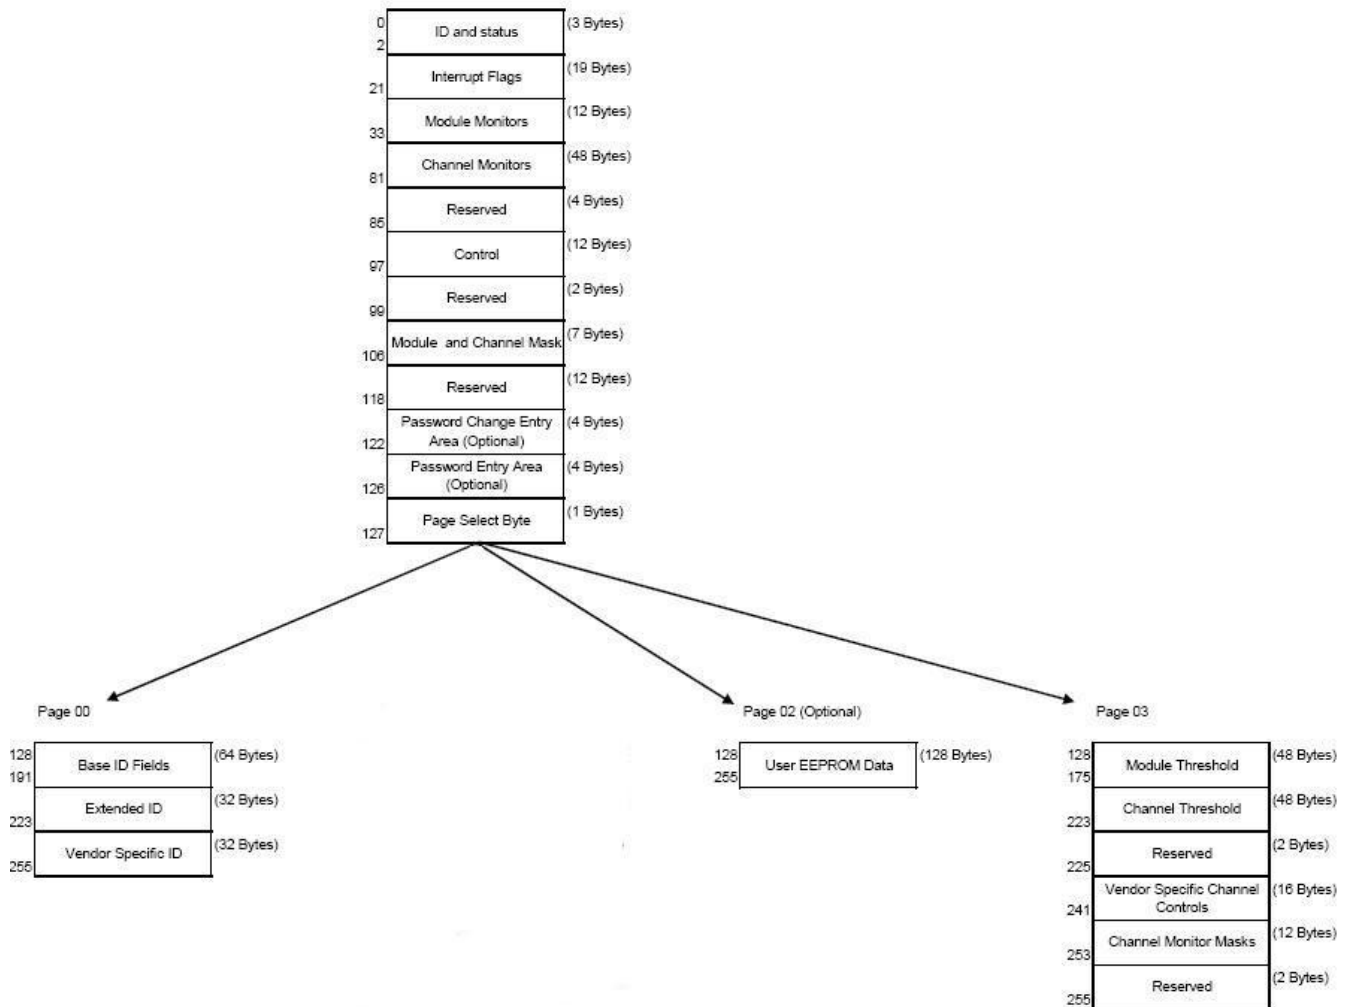 0
ID and status
(3 Bytes)
2
Interrupt Flags
(19 Bytes)
21
Module Monitors
(12 Bytes)
33
Channel Monitors
(48 Bytes)
81
Reserved
(4 Bytes)
85
Control
(12 Bytes)
97
Reserved
(2 Bytes)
99
Module and Channel Mask
(7 Bytes)
106
Reserved
(12 Bytes)
118
Password Change Entry
Area (Optional)
(4 Bytes)
122
Password Entry Area
(Optional)
(4 Bytes)
126
Page Select Byte
(1 Bytes)
127
Page 00
128
Base ID Fields
(64 Bytes)
191
Extended ID
(32 Bytes)
223
Vendor Specific ID
(32 Bytes)
255
Page 02 (Optional)
128
User EEPROM Data
(128 Bytes)
255
Page 03
128
Module Threshold
(48 Bytes)
175
Channel Threshold
(48 Bytes)
223
Reserved
(2 Bytes)
225
Vendor Specific Channel
Controls
(16 Bytes)
241
Channel Monitor Masks
(12 Bytes)
253
Reserved
(2 Bytes)
255